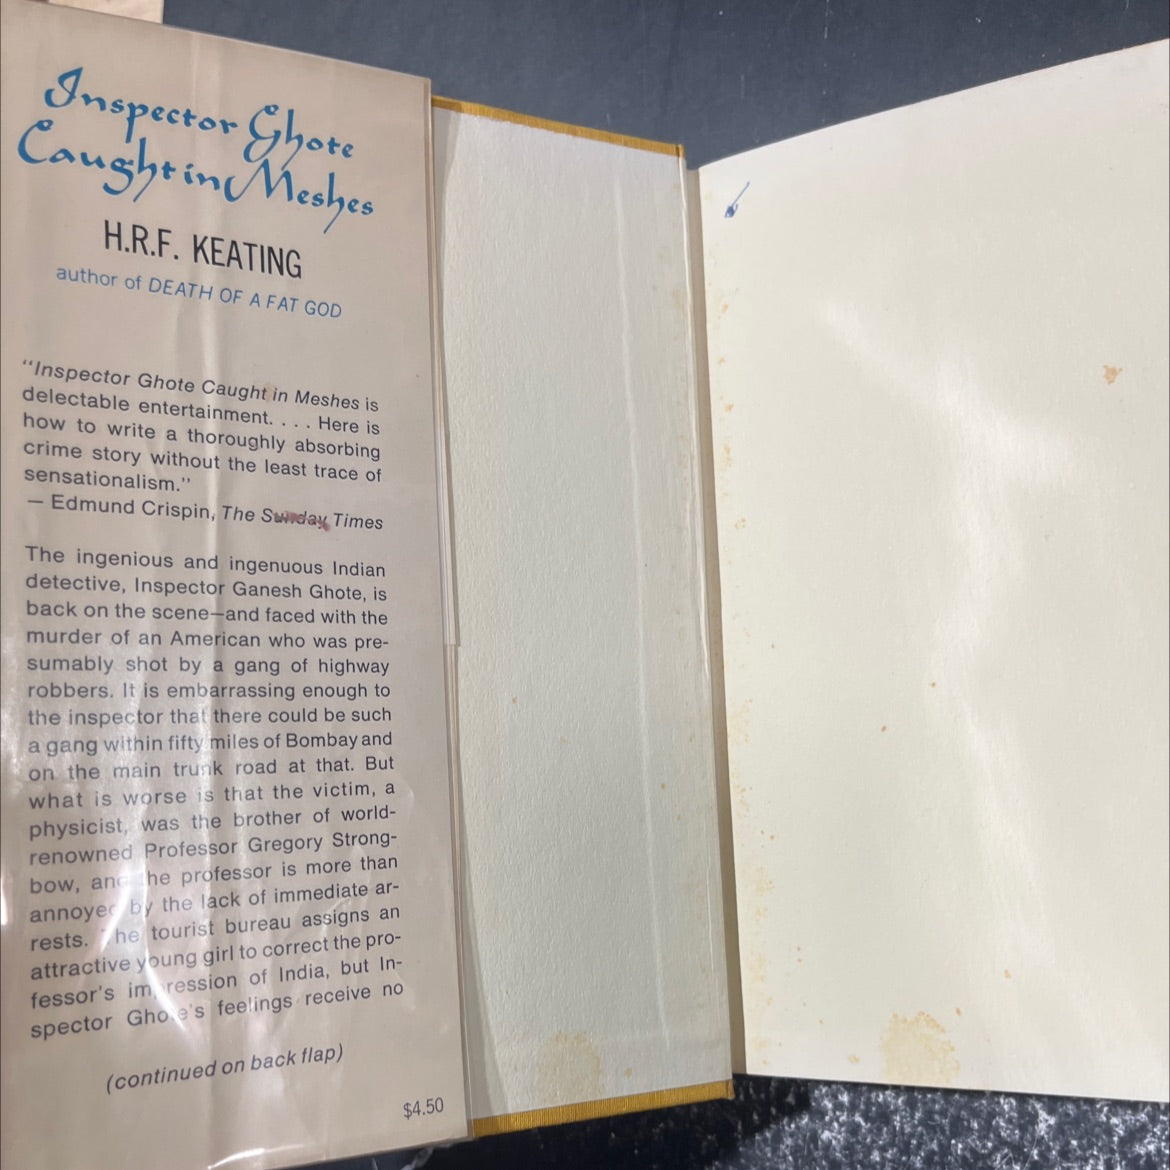 Inspector Ghote
Caught in Meshes
H.R.F. KEATING
author of DEATH OF A FAT GOD
"Inspector Ghote Caught in Meshes is
delectable entertainment. . . . Here is
how to write a thoroughly absorbing
crime story without the least trace of
sensationalism."
— Edmund Crispin, The Sunday Times
The ingenious and ingenuous Indian
detective, Inspector Ganesh Ghote, is
back on the scene—and faced with the
murder of an American who was pre-
sumably shot by a gang of highway
robbers. It is embarrassing enough to
the inspector that there could be such
a gang within fifty miles of Bombay and
on the main trunk road at that. But
what is worse is that the victim, a
physicist, was the brother of world-
renowned Professor Gregory Strong-
bow, and the professor is more than
annoyed by the lack of immediate ar-
rests. The tourist bureau assigns an
attractive young girl to correct the pro-
fessor's impression of India, but In-
spector Ghote's feelings receive no
(continued on back flap)
$4.50